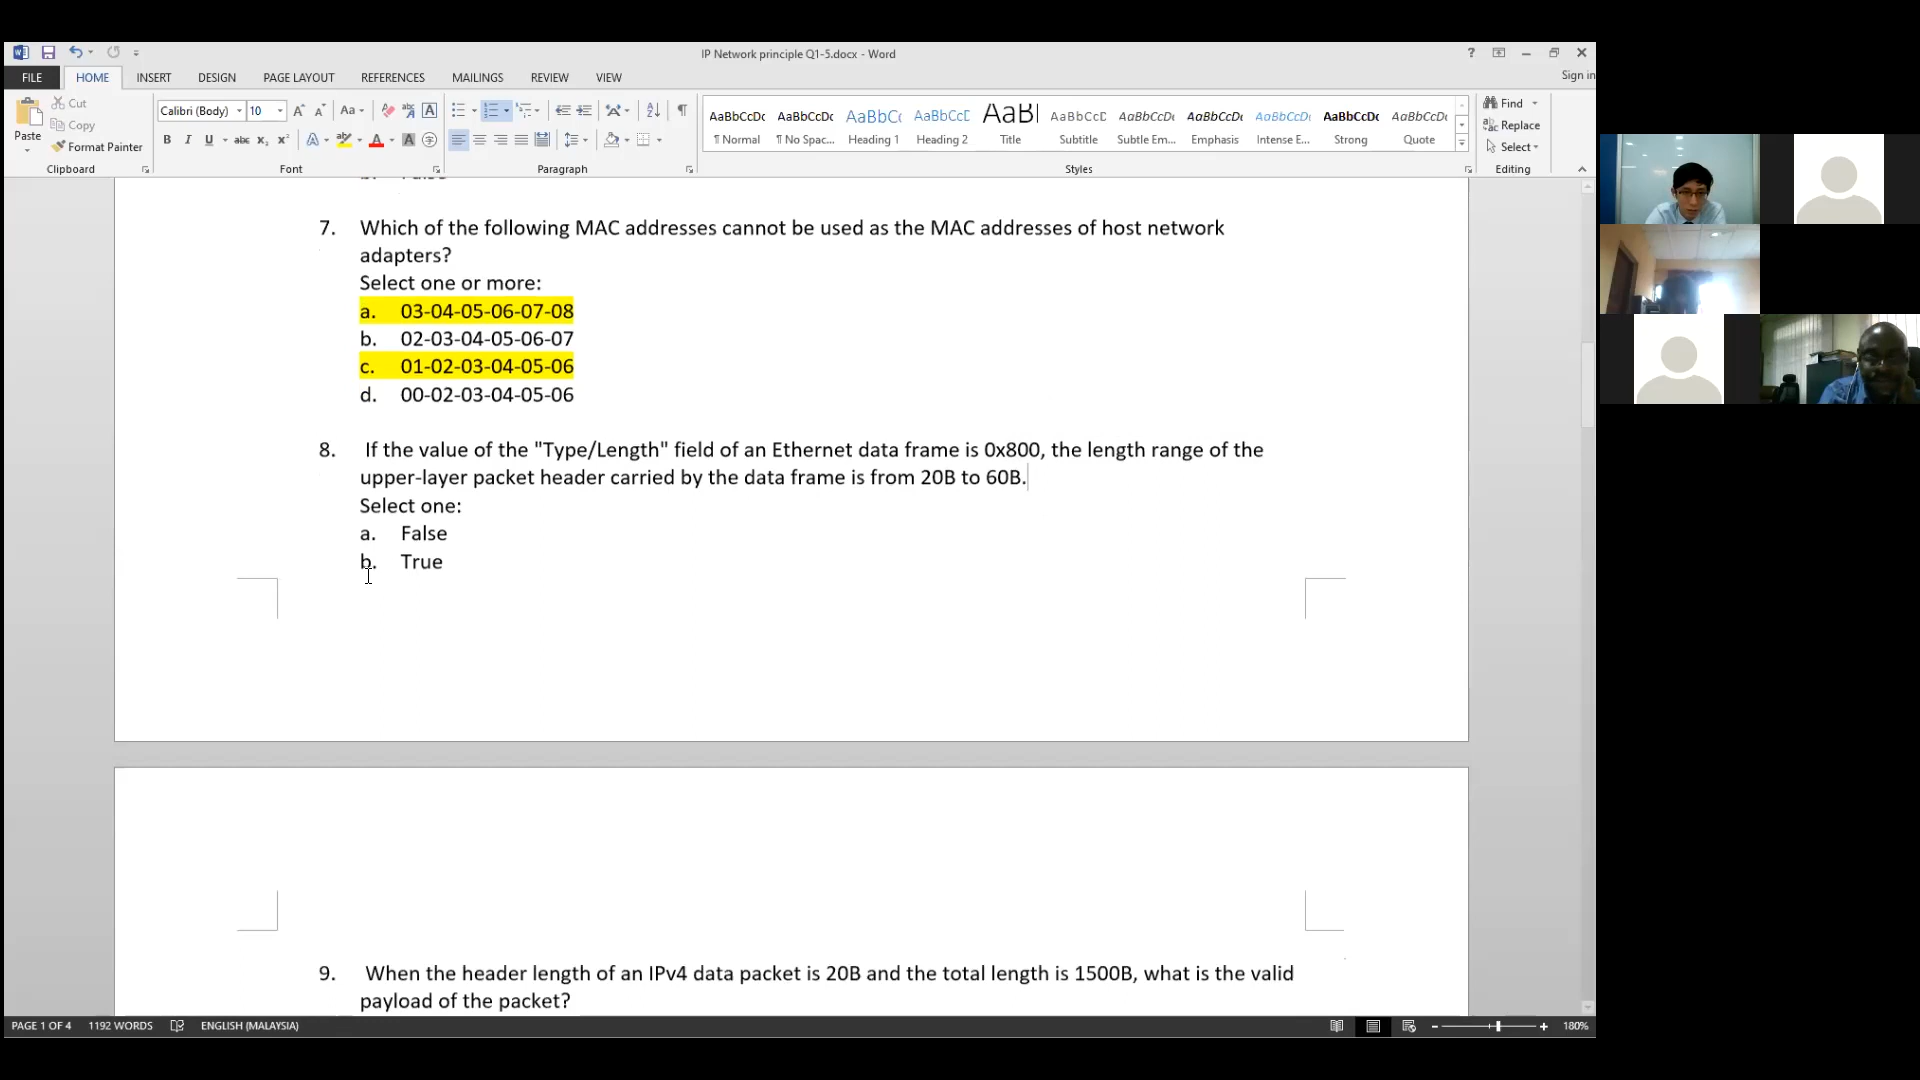 IP Network principle Q1-5.docx - Word
Sign in
FILE HOME INSERT DESIGN PAGE LAYOUT REFERENCES MAILINGS REVIEW VIEW
Cut
Copy
Paste
Format Painter
Clipboard
Calibri (Body) 10
Font
Paragraph
AaBbCcDc AaBbCcDc AaBbCc AaBbCcD AaB AaBbCcD AaBbCcDc AaBbCcDc AaBbCcDc AaBbCcDc AaBbCcDc
¶ Normal ¶ No Spac... Heading 1 Heading 2 Title Subtitle Subtle Em... Emphasis Intense E... Strong Quote
Styles
Find
Replace
Select
Editing
7. Which of the following MAC addresses cannot be used as the MAC addresses of host network
adapters?
Select one or more:
a. 03-04-05-06-07-08
b. 02-03-04-05-06-07
c. 01-02-03-04-05-06
d. 00-02-03-04-05-06
8. If the value of the "Type/Length" field of an Ethernet data frame is 0x800, the length range of the
upper-layer packet header carried by the data frame is from 20B to 60B.
Select one:
a. False
b. True
9. When the header length of an IPv4 data packet is 20B and the total length is 1500B, what is the valid
payload of the packet?
PAGE 1 OF 4 1192 WORDS ENGLISH (MALAYSIA)
180%